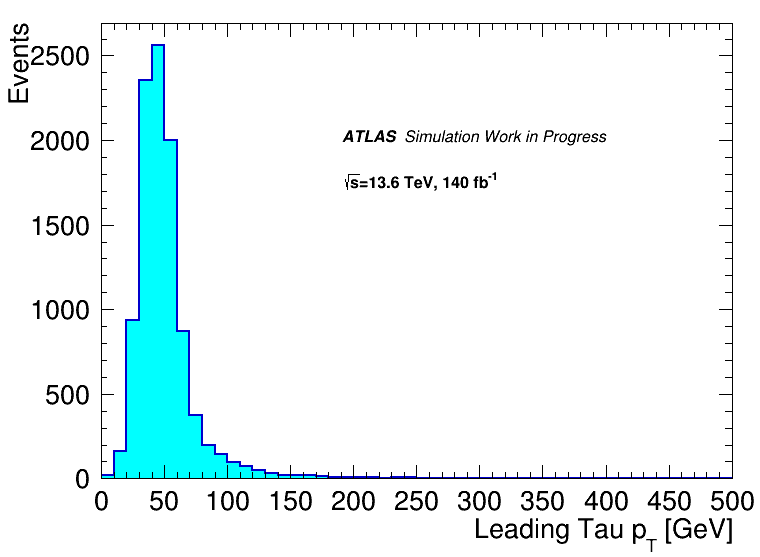 Events
2500
2000
1500
1000
500
0
ATLAS Simulation Work in Progress
√s=13.6 TeV, 140 fb⁻¹
0 50 100 150 200 250 300 350 400 450 500
Leading Tau p_T [GeV]